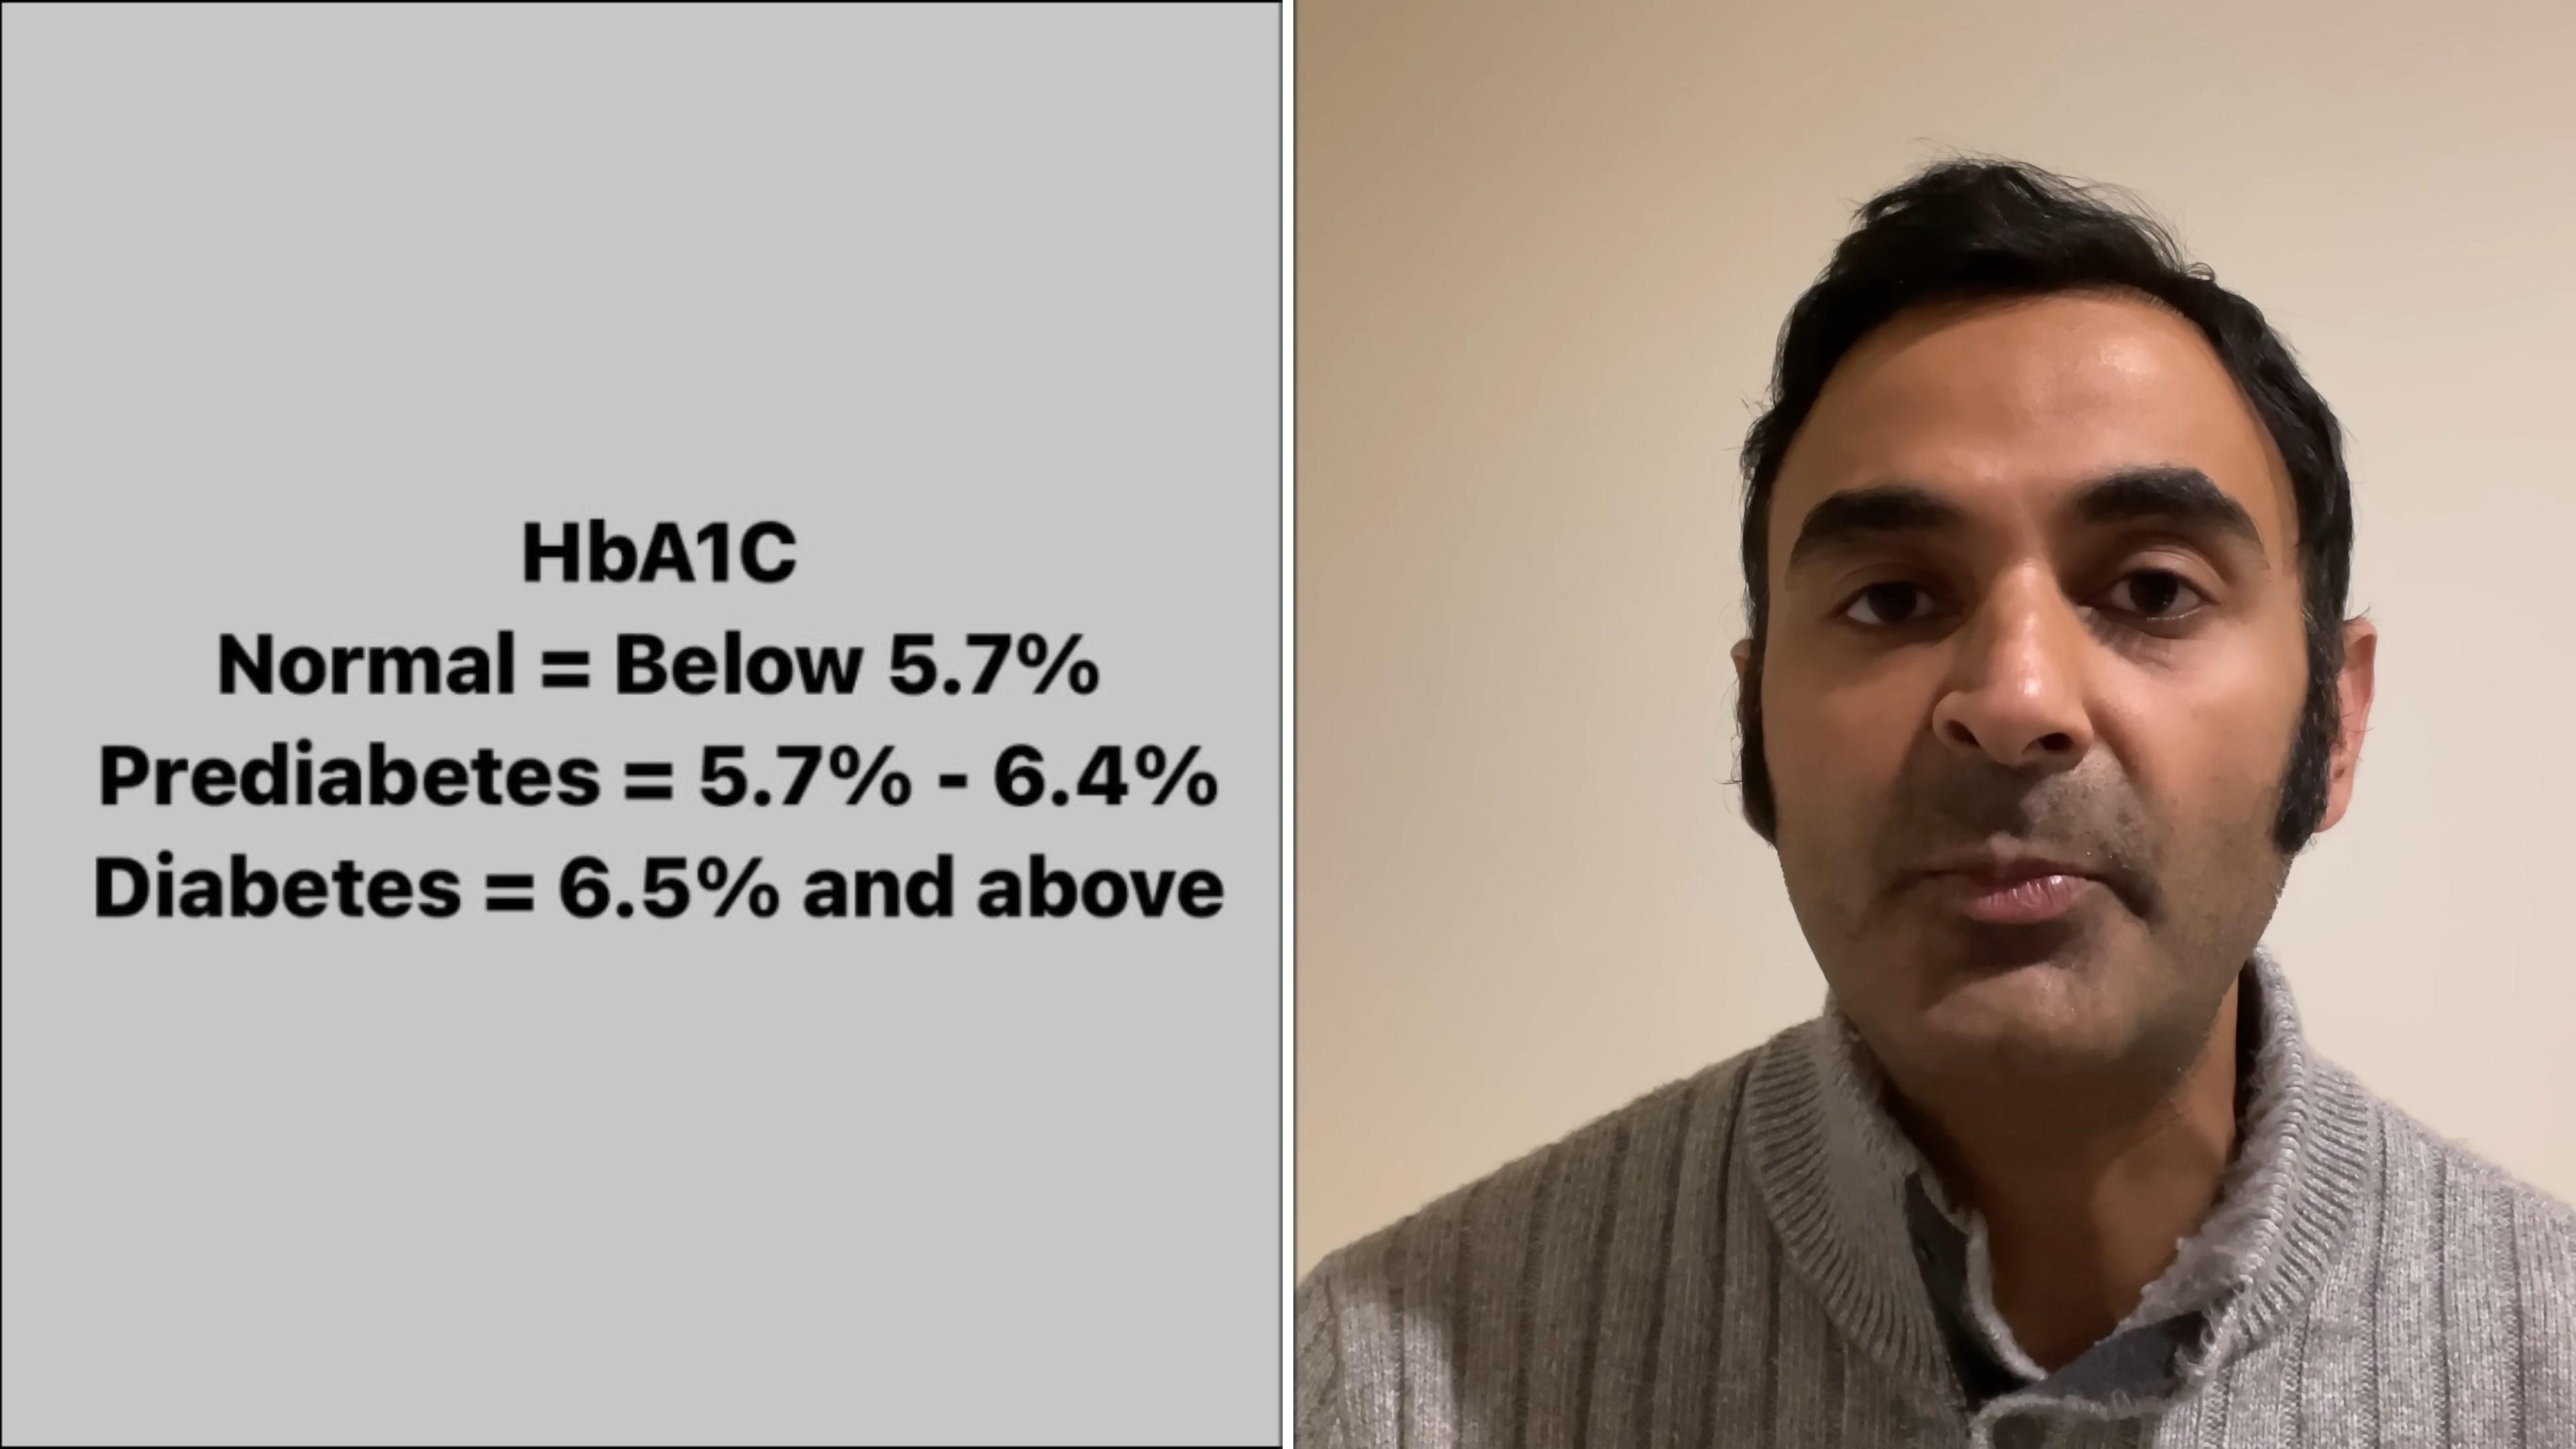 HbA1C
Normal = Below 5.7%
Prediabetes = 5.7% - 6.4%
Diabetes = 6.5% and above